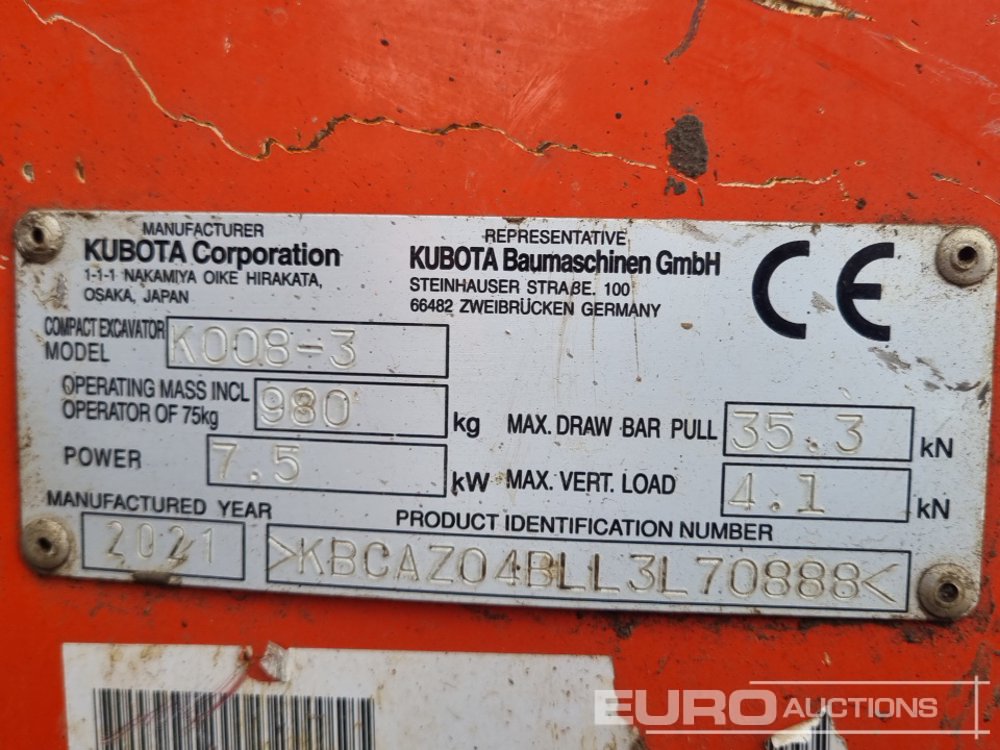 MANUFACTURER
KUBOTA Corporation
1-1-1 NAKAMIYA OIKE HIRAKATA,
OSAKA, JAPAN
REPRESENTATIVE
KUBOTA Baumaschinen GmbH
STEINHAUSER STRAßE. 100
66482 ZWEIBRÜCKEN GERMANY
CE
COMPACT EXCAVATOR
MODEL K008-3
OPERATING MASS INCL
OPERATOR OF 75kg 980 kg
MAX. DRAW BAR PULL 35.3 kN
POWER 7.5 kW
MAX. VERT. LOAD 4.1 kN
MANUFACTURED YEAR
2021
PRODUCT IDENTIFICATION NUMBER
>KBCAZ04BLL3L70888<
EURO AUCTIONS